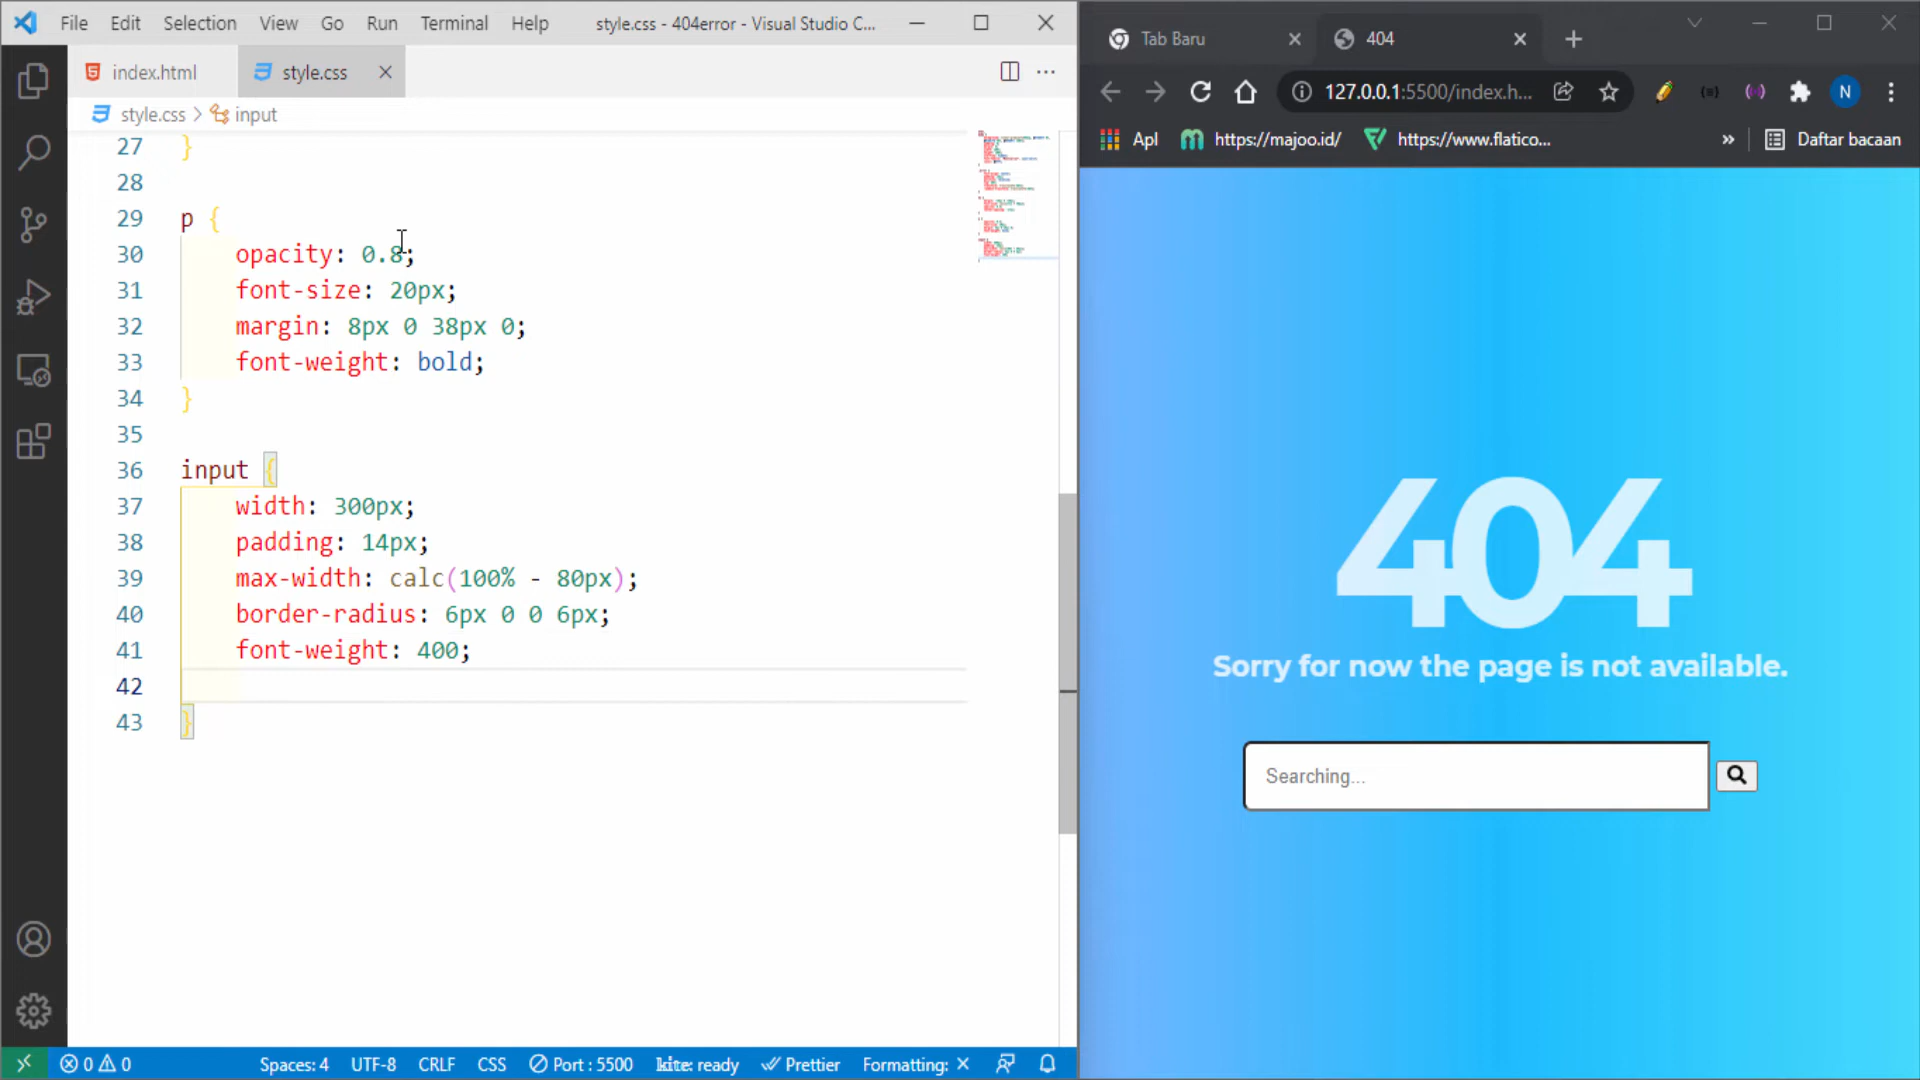 File Edit Selection View Go Run Terminal Help style.css - 404error - Visual Studio C...
index.html style.css
style.css > input
27 }
28
29 p {
30 opacity: 0.8;
31 font-size: 20px;
32 margin: 8px 0 38px 0;
33 font-weight: bold;
34 }
35
36 input {
37 width: 300px;
38 padding: 14px;
39 max-width: calc(100% - 80px);
40 border-radius: 6px 0 0 6px;
41 font-weight: 400;
42
43 }
0 0 Spaces: 4 UTF-8 CRLF CSS Port : 5500 kite: ready Prettier Formatting: ×
Tab Baru 404
127.0.0.1:5500/index.h... N
Apl https://majoo.id/ https://www.flatico... » Daftar bacaan
404
Sorry for now the page is not available.
Searching...